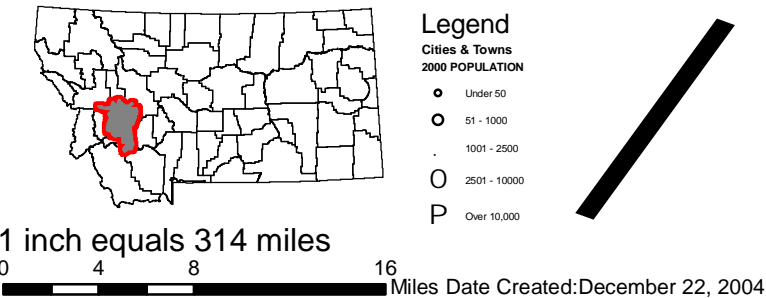 Legend
Cities & Towns
2000 POPULATION
Under 50
51 - 1000
. 1001 - 2500
O 2501 - 10000
P Over 10,000
1 inch equals 314 miles
0 4 8 16
Miles Date Created:December 22, 2004